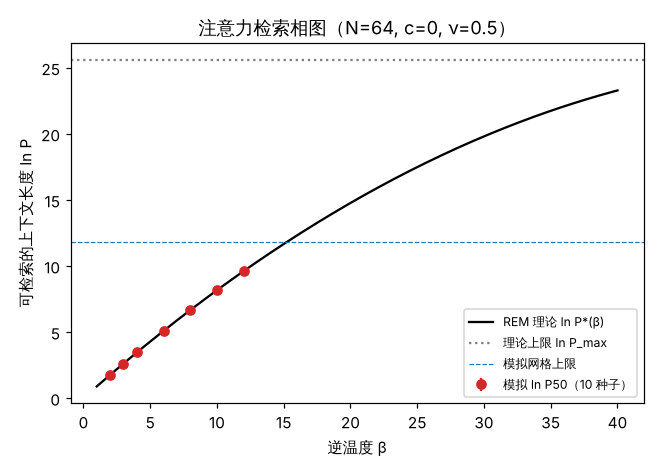 注意力检索相图（N=64, c=0, v=0.5）
可检索的上下文长度 ln P
25
20
15
10
5
0
REM 理论 ln P*(β)
理论上限 ln P_max
模拟网格上限
模拟 ln P50（10 种子）
0 5 10 15 20 25 30 35 40
逆温度 β